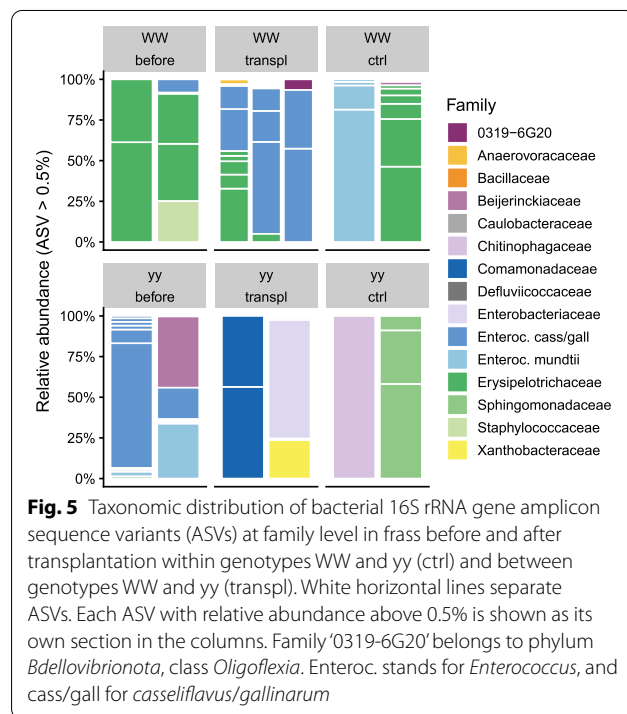 WW WW WW
before transpl ctrl
100%
75%
50%
25%
0%
yy yy yy
before transpl ctrl
100%
75%
50%
25%
0%
Relative abundance (ASV > 0.5%)
Family
0319−6G20
Anaerovoracaceae
Bacillaceae
Beijerinckiaceae
Caulobacteraceae
Chitinophagaceae
Comamonadaceae
Defluviicoccaceae
Enterobacteriaceae
Enteroc. cass/gall
Enteroc. mundtii
Erysipelotrichaceae
Sphingomonadaceae
Staphylococcaceae
Xanthobacteraceae
Fig. 5 Taxonomic distribution of bacterial 16S rRNA gene amplicon
sequence variants (ASVs) at family level in frass before and after
transplantation within genotypes WW and yy (ctrl) and between
genotypes WW and yy (transpl). White horizontal lines separate
ASVs. Each ASV with relative abundance above 0.5% is shown as its
own section in the columns. Family ‘0319-6G20’ belongs to phylum
Bdellovibrionota, class Oligoflexia. Enteroc. stands for Enterococcus, and
cass/gall for casseliflavus/gallinarum